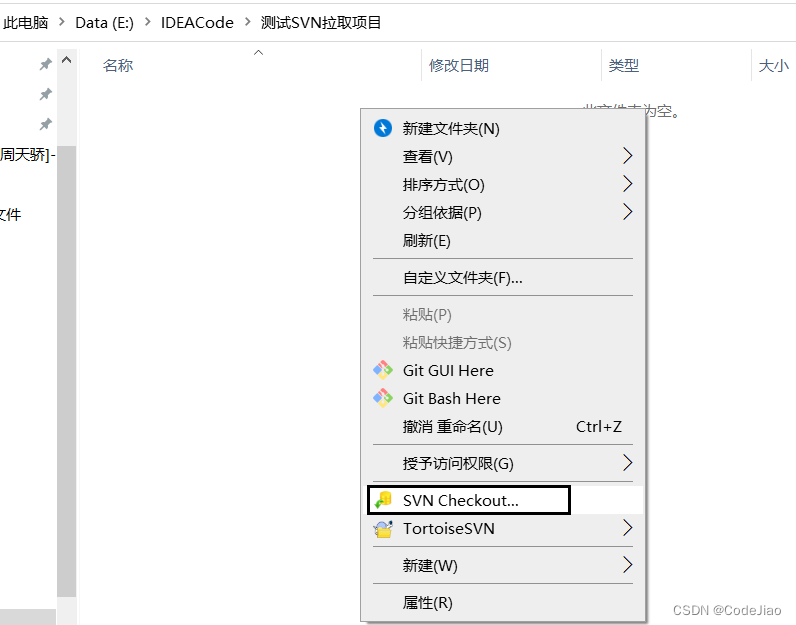 此电脑 > Data (E:) > IDEACode > 测试SVN拉取项目
名称 修改日期 类型 大小
此文件夹为空。
周天骄]-
文件
新建文件夹(N)
查看(V)
排序方式(O)
分组依据(P)
刷新(E)
自定义文件夹(F)...
粘贴(P)
粘贴快捷方式(S)
Git GUI Here
Git Bash Here
撤消 重命名(U) Ctrl+Z
授予访问权限(G)
SVN Checkout...
TortoiseSVN
新建(W)
属性(R)
CSDN @CodeJiao